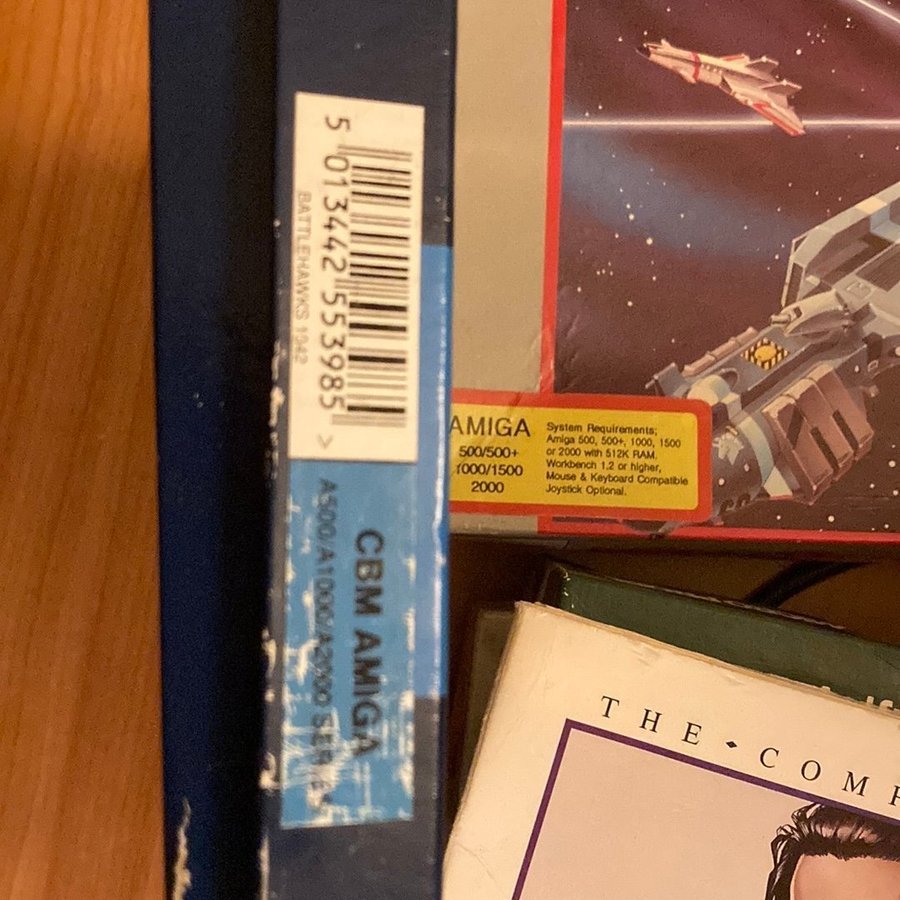 5 013442 553985 >
BATTLEHAWKS 1942
CBM AMIGA
A500/A1000/A2000 SERIES
AMIGA
500/500+
1000/1500
2000
System Requirements;
Amiga 500, 500+, 1000, 1500
or 2000 with 512K RAM.
Workbench 1.2 or higher,
Mouse & Keyboard Compatible
Joystick Optional.
THE ◆ COMP